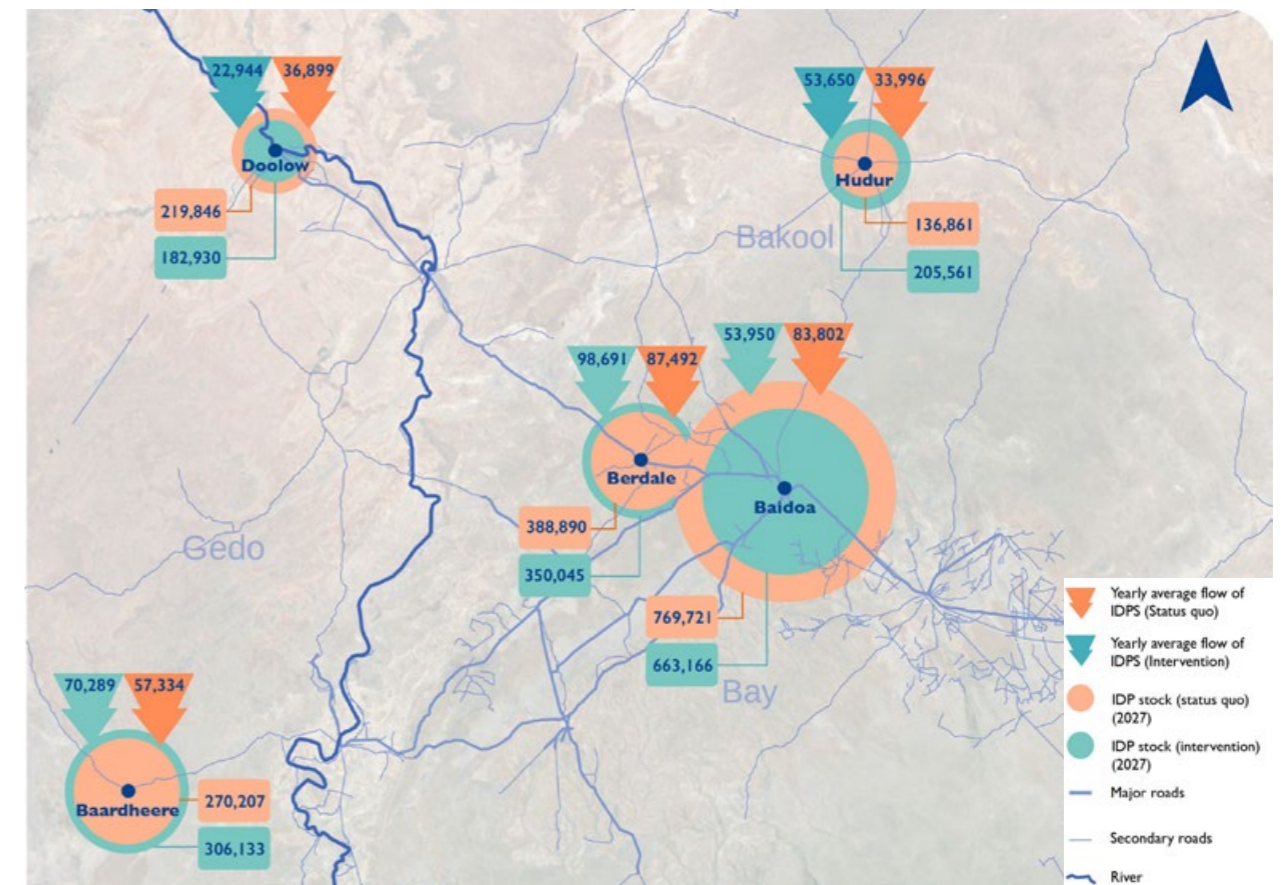 22,944
36,899
Doolow
219,846
182,930
53,650
33,996
Hudur
136,861
205,561
Bakool
98,691
87,492
Berdale
388,890
350,045
53,950
83,802
Baidoa
769,721
663,166
Gedo
Bay
70,289
57,334
Baardheere
270,207
306,133
Yearly average flow of
IDPS (Status quo)
Yearly average flow of
IDPS (Intervention)
IDP stock (status quo)
(2027)
IDP stock (intervention)
(2027)
Major roads
Secondary roads
River